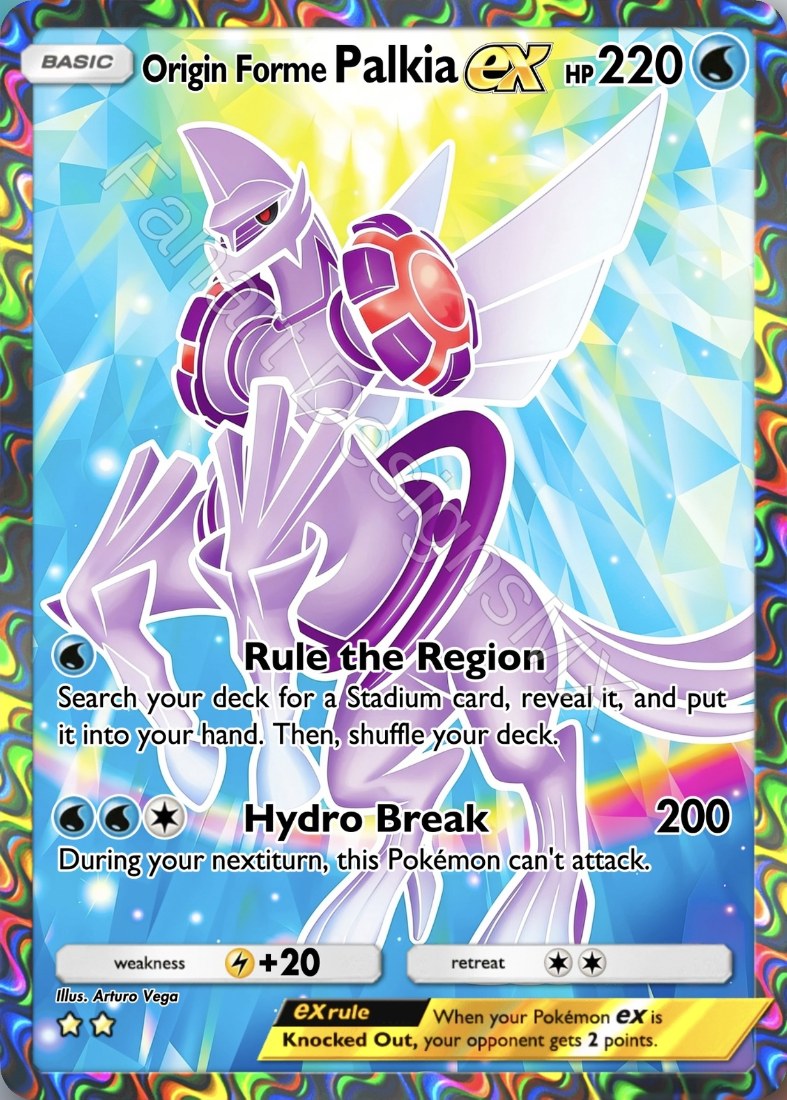 BASIC Origin Forme Palkia ex HP 220
Fanart DesignsMX
Rule the Region
Search your deck for a Stadium card, reveal it, and put
it into your hand. Then, shuffle your deck.
Hydro Break 200
During your nextiturn, this Pokémon can't attack.
weakness +20 retreat
Illus. Arturo Vega
ex rule When your Pokémon ex is
Knocked Out, your opponent gets 2 points.